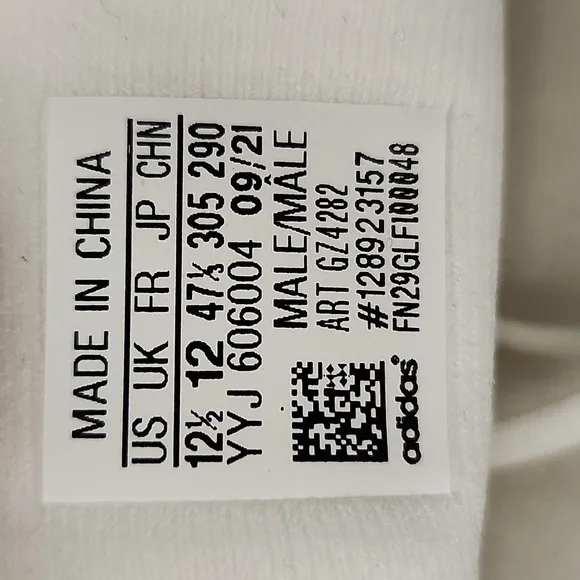 MADE IN CHINA
US UK FR JP CHN
12½ 12 47⅓ 305 290
YYJ 606004 09/21
MALE/MÂLE
ART GZ4282
#128923157
FN29GLFI00048
adidas®